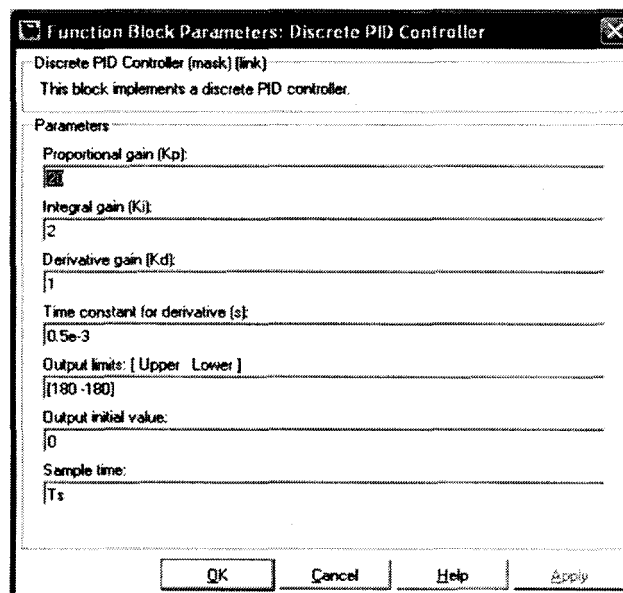 Function Block Parameters: Discrete PID Controller
Discrete PID Controller (mask) (link)
This block implements a discrete PID controller.
Parameters
Proportional gain (Kp):
Integral gain (Ki):
2
Derivative gain (Kd):
1
Time constant for derivative (s):
0.5e-3
Output limits: [ Upper Lower ]
[180 -180]
Output initial value:
0
Sample time:
Ts
OK Cancel Help Apply